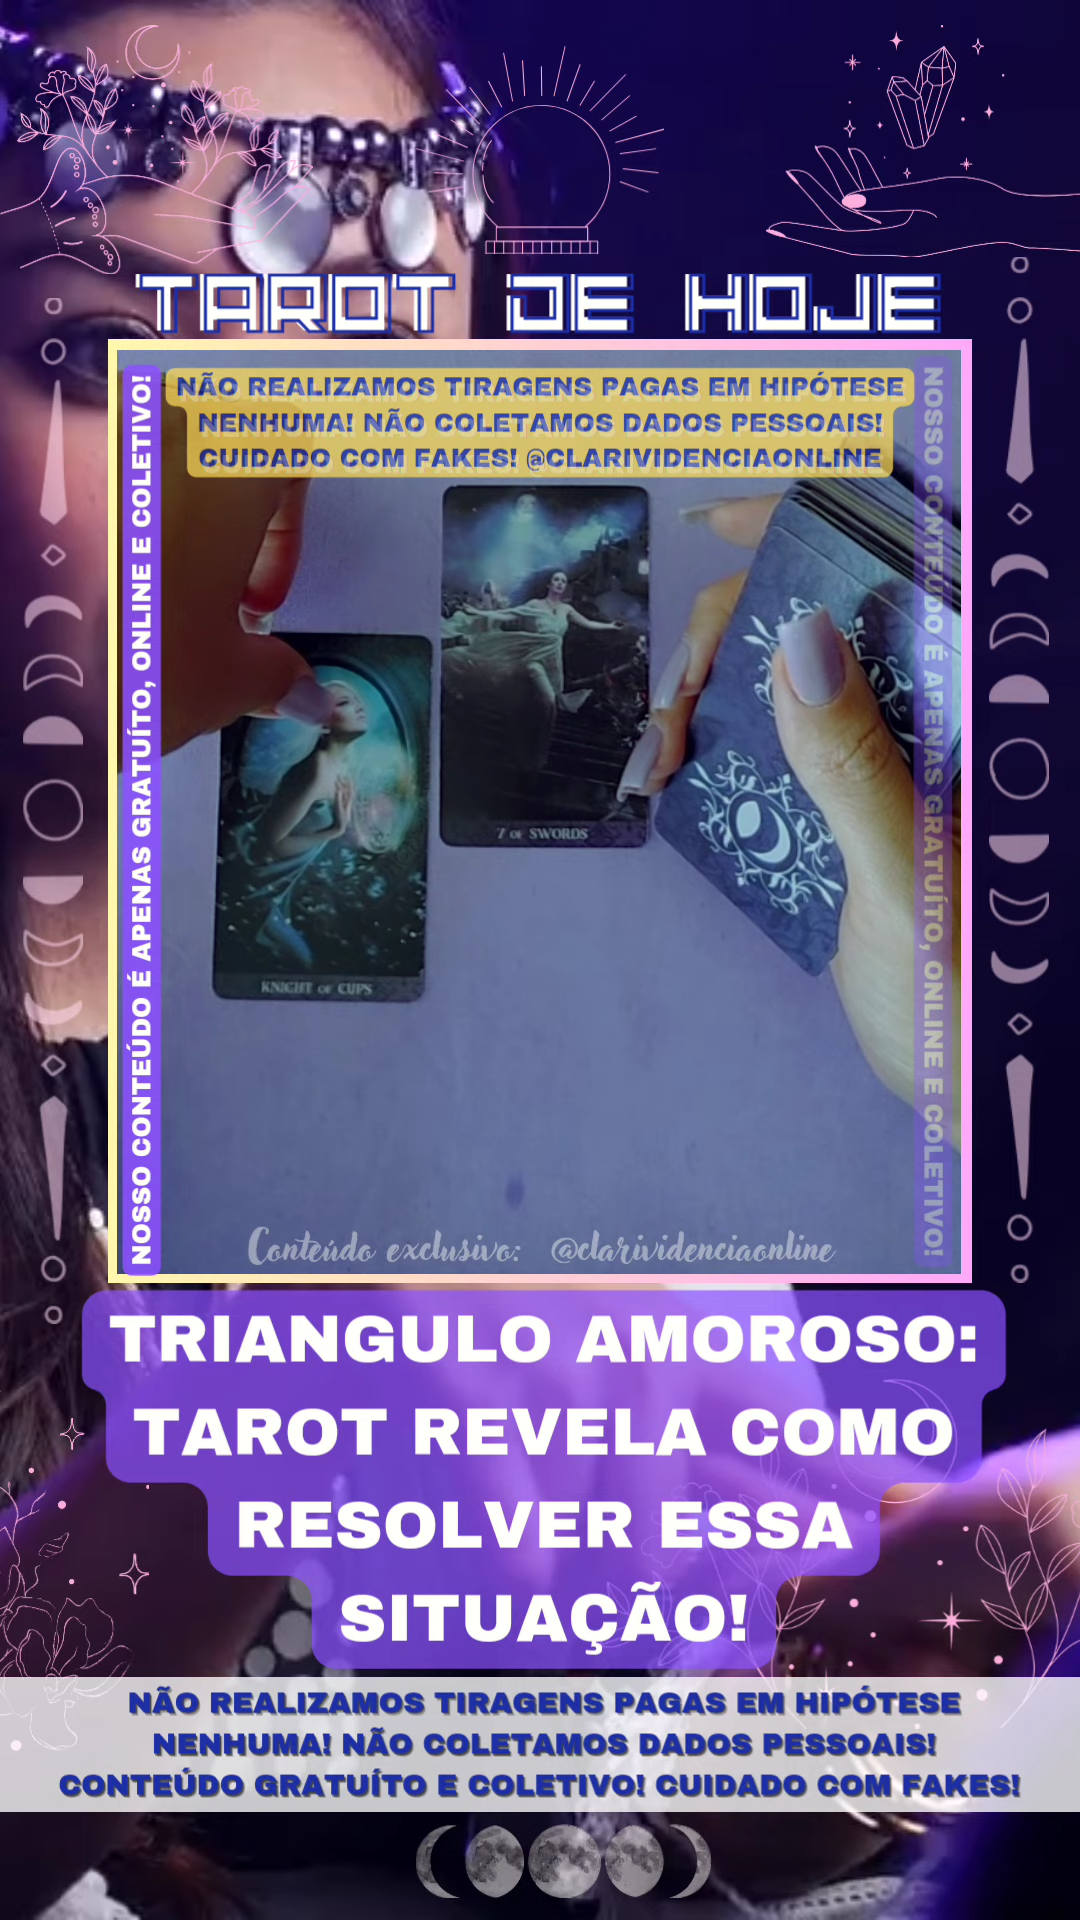 TAROT DE HOJE
NÃO REALIZAMOS TIRAGENS PAGAS EM HIPÓTESE
NENHUMA! NÃO COLETAMOS DADOS PESSOAIS!
CUIDADO COM FAKES! @CLARIVIDENCIAONLINE
NOSSO CONTEÚDO É APENAS GRATUÍTO, ONLINE E COLETIVO!
NOSSO CONTEÚDO É APENAS GRATUÍTO, ONLINE E COLETIVO!
7 OF SWORDS
KNIGHT OF CUPS
Conteúdo exclusivo: @clarividenciaonline
TRIANGULO AMOROSO:
TAROT REVELA COMO
RESOLVER ESSA
SITUAÇÃO!
NÃO REALIZAMOS TIRAGENS PAGAS EM HIPÓTESE
NENHUMA! NÃO COLETAMOS DADOS PESSOAIS!
CONTEÚDO GRATUÍTO E COLETIVO! CUIDADO COM FAKES!